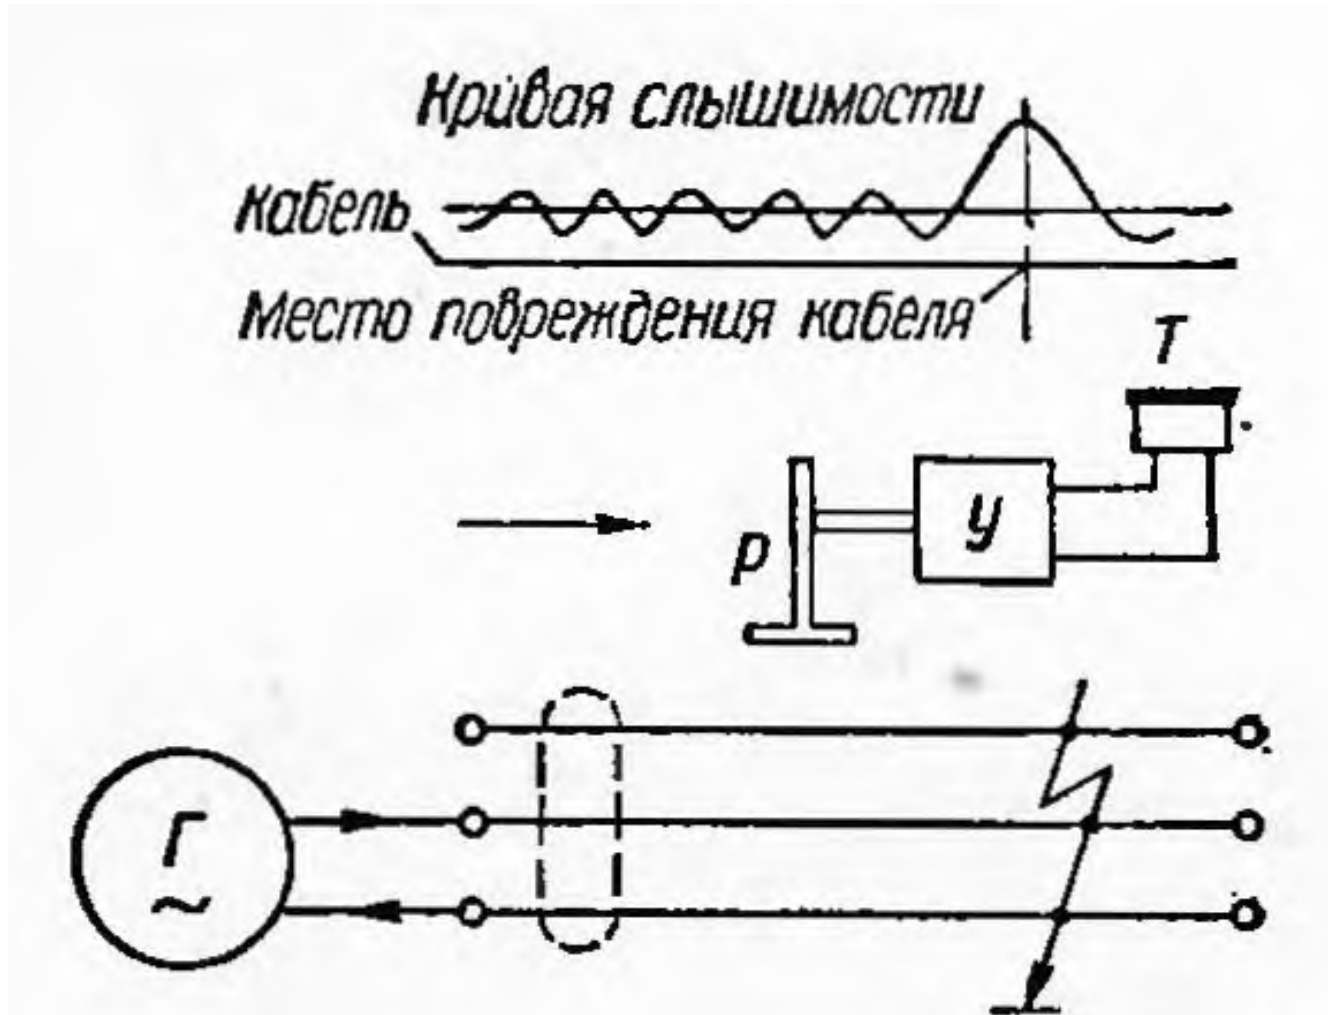 Кривая слышимости
Кабель
Место повреждения кабеля
Т
Р
У
Г
~